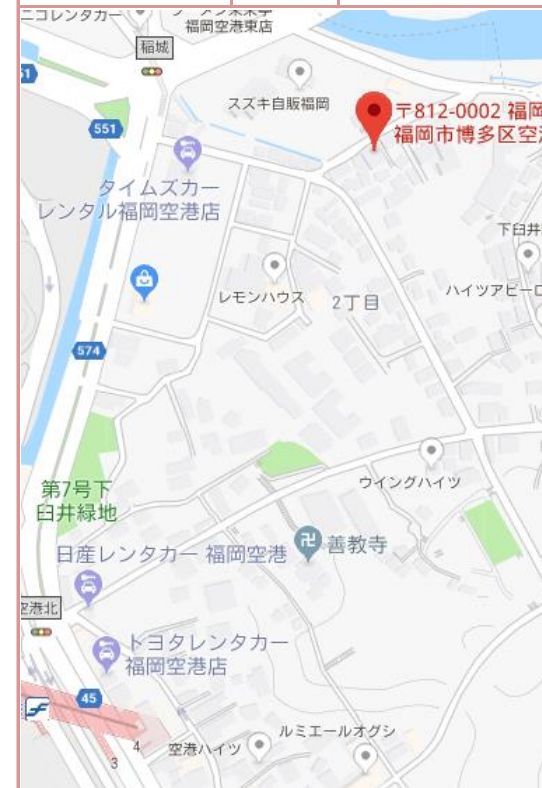 ニコレンタカー
福岡空港東店
稲城
51
スズキ自販福岡
〒812-0002 福岡
福岡市博多区空港
551
タイムズカー
レンタル福岡空港店
下臼井
レモンハウス
2丁目
ハイツアピーロ
574
ウイングハイツ
第7号下
臼井緑地
日産レンタカー 福岡空港
善教寺
空港北
トヨタレンタカー
福岡空港店
45
ルミエールオグシ
空港ハイツ
4
3